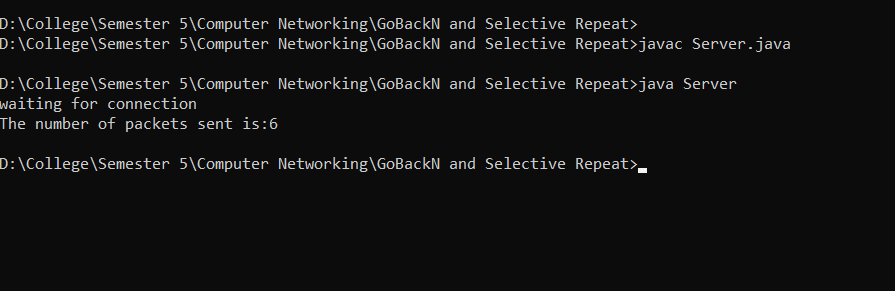 D:\College\Semester 5\Computer Networking\GoBackN and Selective Repeat>
D:\College\Semester 5\Computer Networking\GoBackN and Selective Repeat>javac Server.java
D:\College\Semester 5\Computer Networking\GoBackN and Selective Repeat>java Server
waiting for connection
The number of packets sent is:6
D:\College\Semester 5\Computer Networking\GoBackN and Selective Repeat>